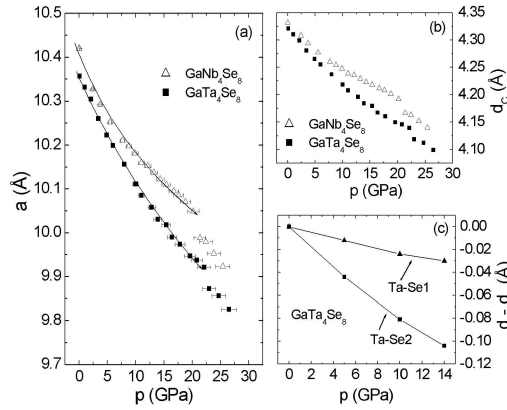 (a)
10.5
10.4
10.3
10.2
10.1
10.0
9.9
9.8
9.7
a (Å)
GaNb₄Se₈
GaTa₄Se₈
0 5 10 15 20 25 30
p (GPa)
(b)
4.35
4.30
4.25
4.20
4.15
4.10
d_C (Å)
GaNb₄Se₈
GaTa₄Se₈
0 5 10 15 20 25 30
p (GPa)
(c)
0.00
-0.02
-0.04
-0.06
-0.08
-0.10
-0.12
d - d (Å)
Ta-Se1
GaTa₄Se₈
Ta-Se2
0 2 4 6 8 10 12 14
p (GPa)